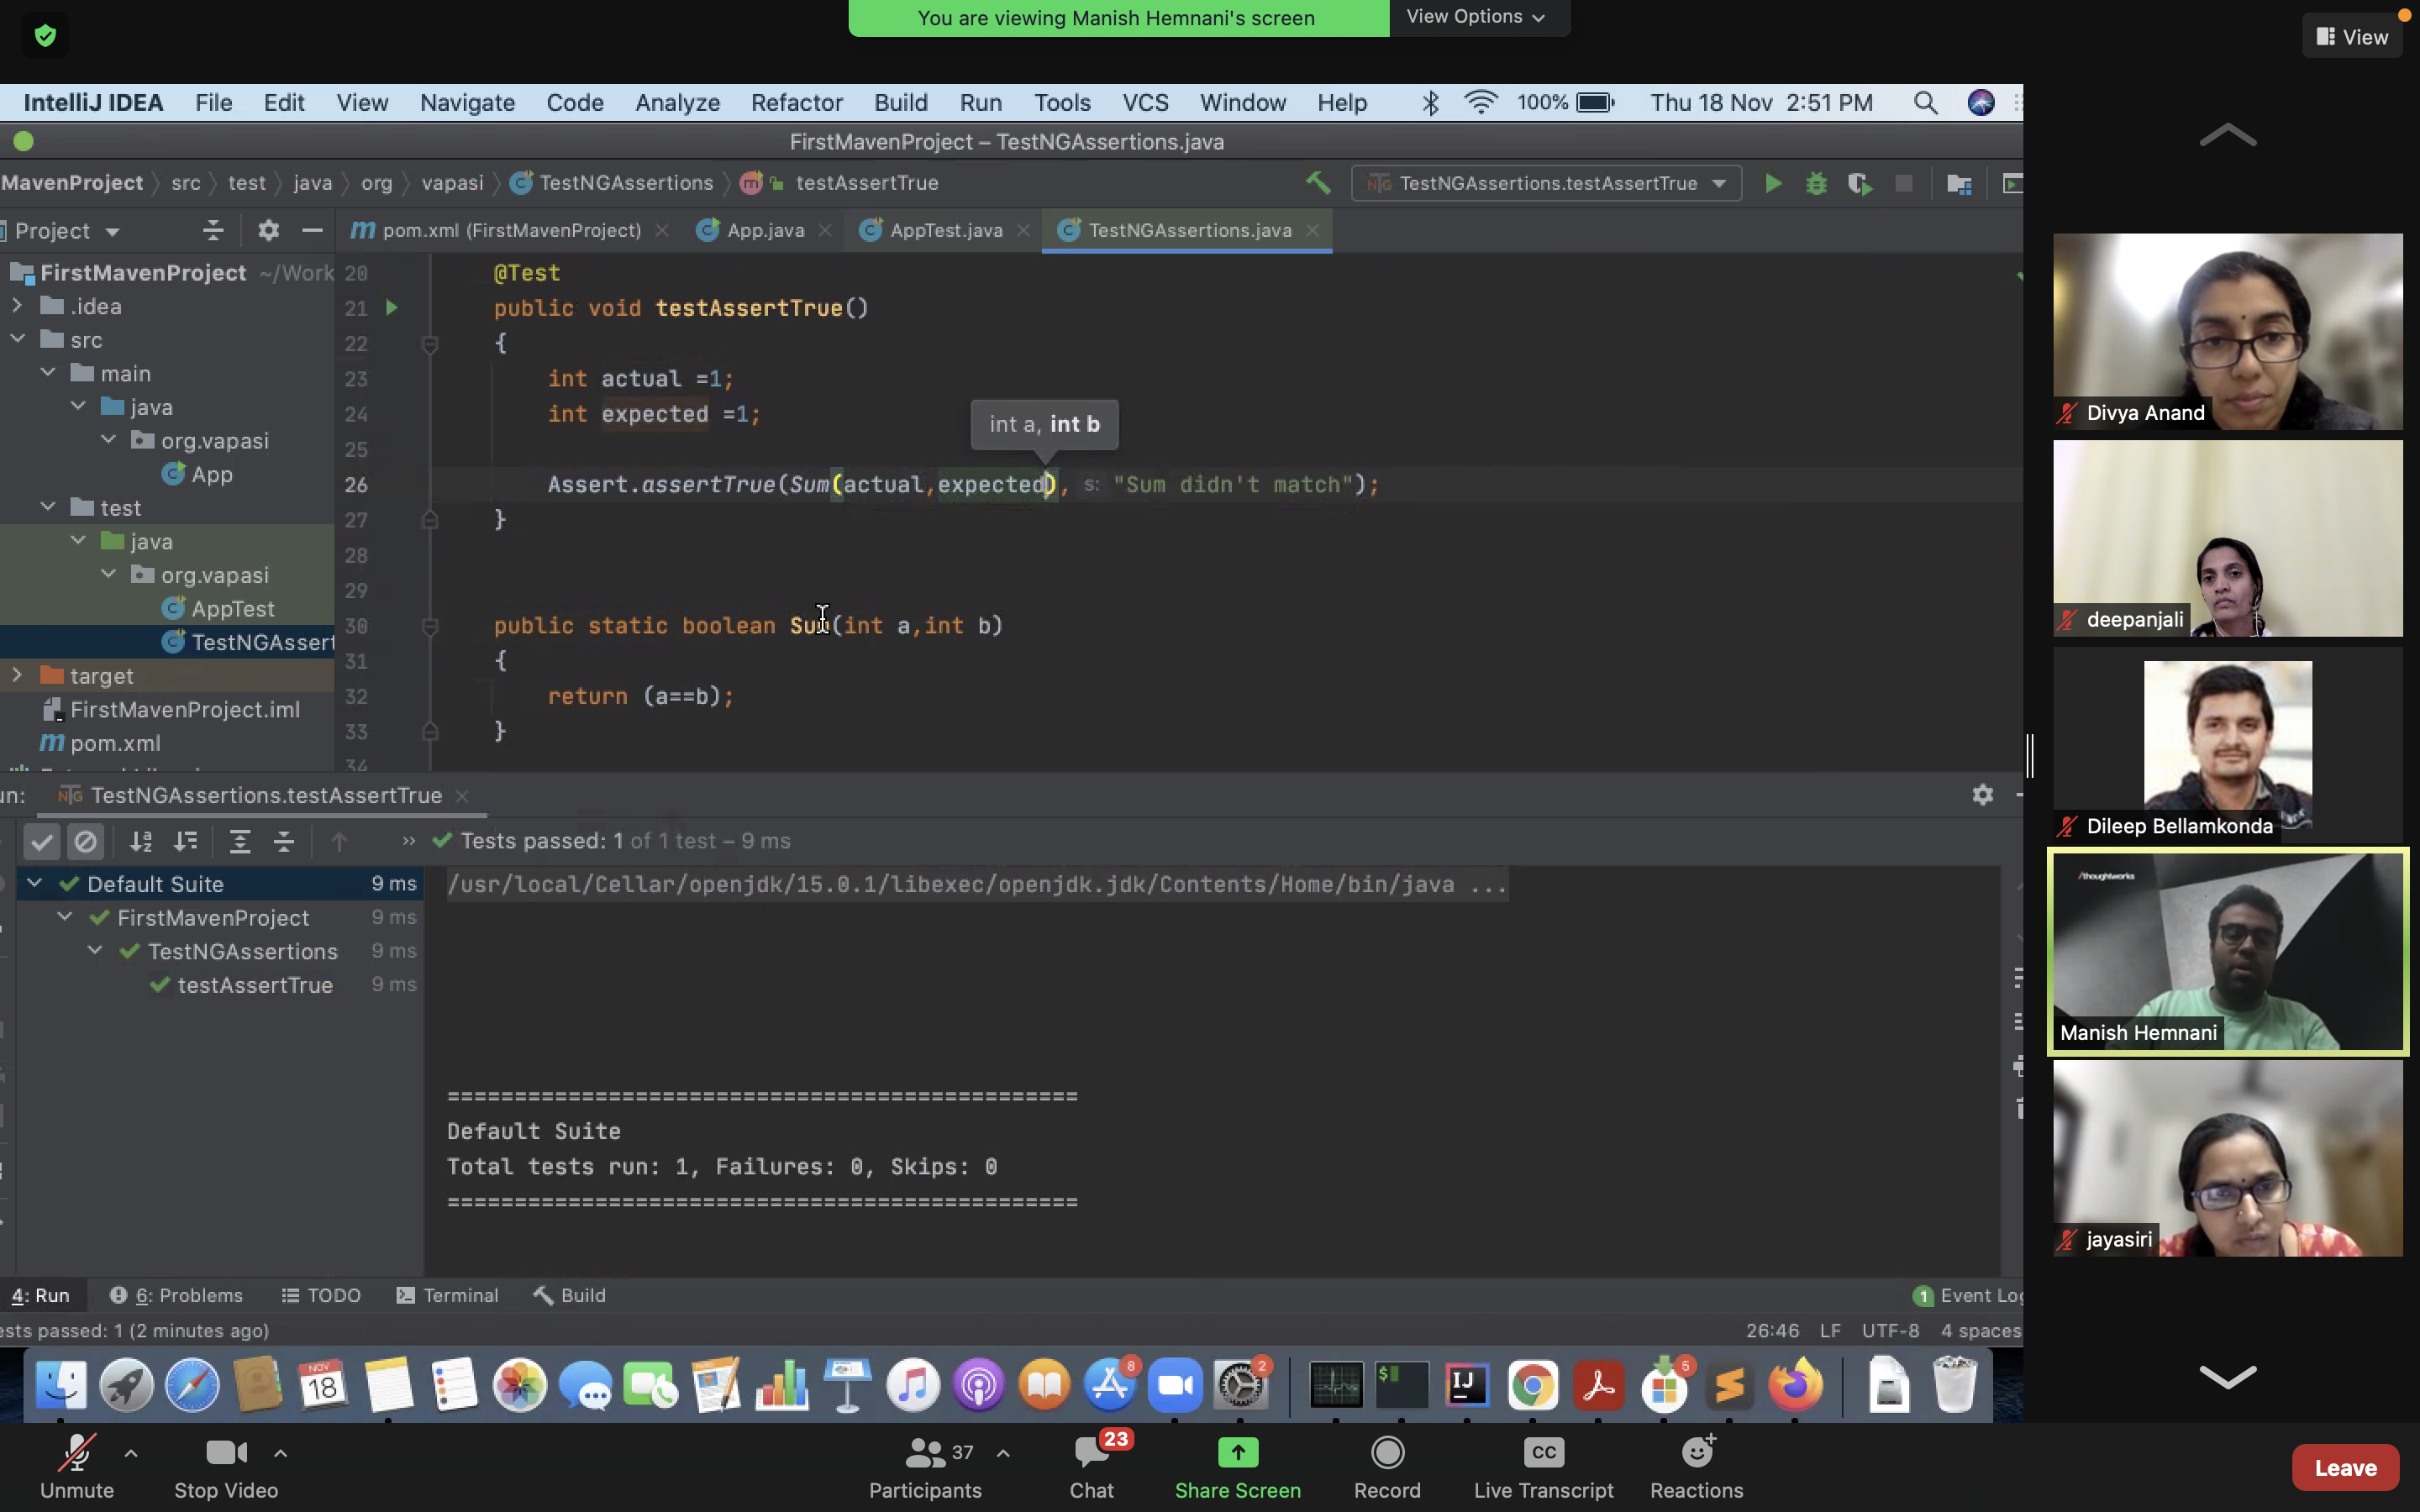 You are viewing Manish Hemnani's screen
View Options
View
IntelliJ IDEA File Edit View Navigate Code Analyze Refactor Build Run Tools VCS Window Help 100% Thu 18 Nov 2:51 PM
FirstMavenProject – TestNGAssertions.java
MavenProject src test java org vapasi TestNGAssertions m testAssertTrue
TestNGAssertions.testAssertTrue
Project
pom.xml (FirstMavenProject) App.java AppTest.java TestNGAssertions.java
FirstMavenProject ~/Work
.idea
src
main
java
org.vapasi
App
test
java
org.vapasi
AppTest
TestNGAssert
target
FirstMavenProject.iml
pom.xml
20 @Test
21 public void testAssertTrue()
22 {
23 int actual =1;
24 int expected =1;
int a, int b
25
26 Assert.assertTrue(Sum(actual,expected), s: "Sum didn't match");
27 }
28
29
30 public static boolean Sum(int a,int b)
31 {
32 return (a==b);
33 }
34
un: TestNGAssertions.testAssertTrue
Tests passed: 1 of 1 test – 9 ms
Default Suite 9 ms
FirstMavenProject 9 ms
TestNGAssertions 9 ms
testAssertTrue 9 ms
/usr/local/Cellar/openjdk/15.0.1/libexec/openjdk.jdk/Contents/Home/bin/java ...
===============================================
Default Suite
Total tests run: 1, Failures: 0, Skips: 0
===============================================
4: Run 6: Problems TODO Terminal Build 1 Event Log
ests passed: 1 (2 minutes ago) 26:46 LF UTF-8 4 spaces
NOV
18
8
2
IJ
5
Divya Anand
deepanjali
Dileep Bellamkonda
/thoughtworks
Manish Hemnani
jayasiri
Unmute
Stop Video
37
Participants
23
Chat
Share Screen
Record
CC
Live Transcript
Reactions
Leave